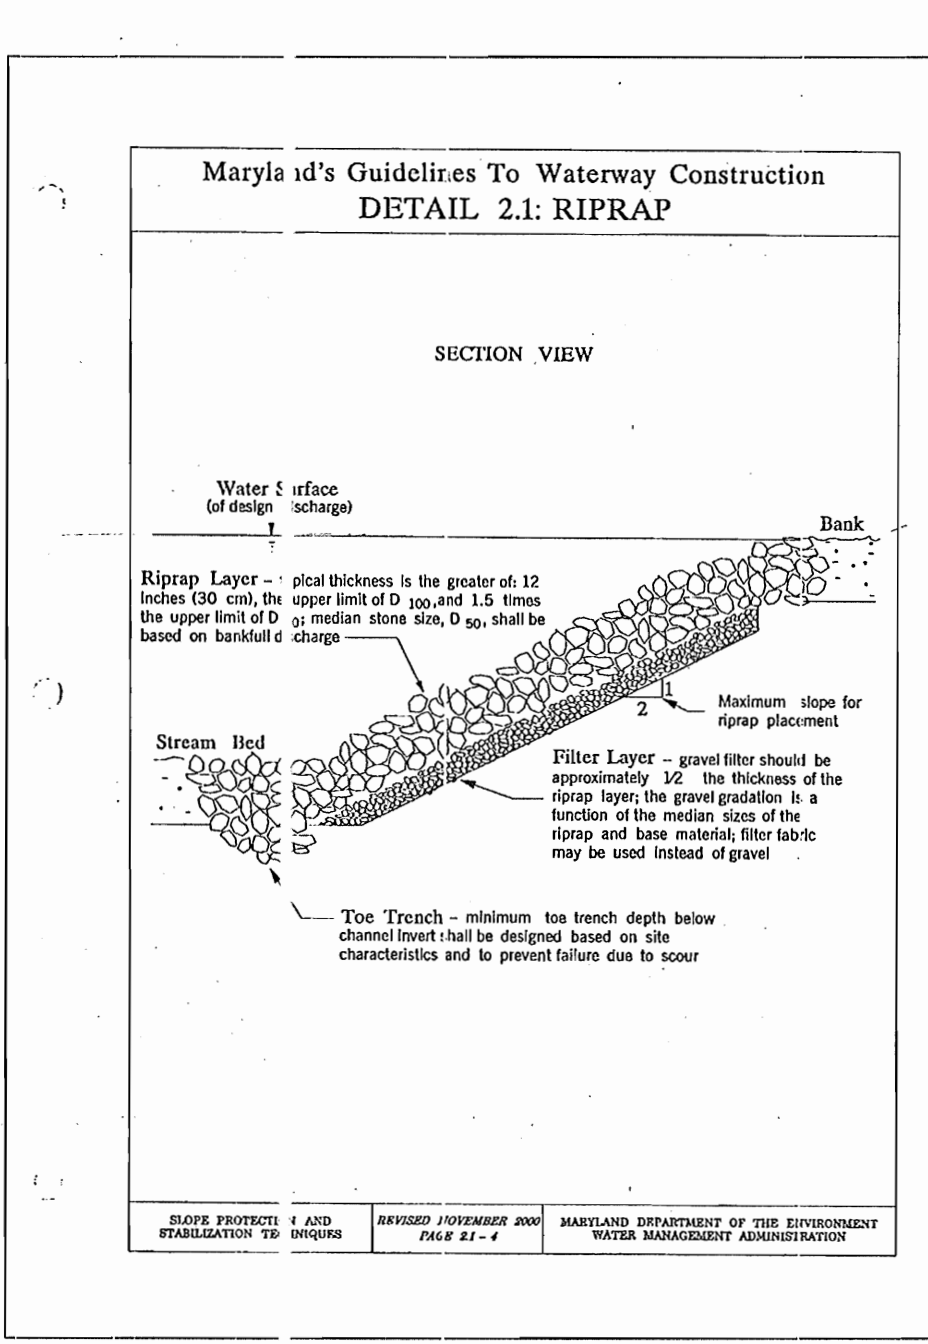 Maryland's Guidelines To Waterway Construction
DETAIL 2.1: RIPRAP
SECTION VIEW
Water Surface
(of design scharge)
Bank
Riprap Layer – pical thickness is the greater of: 12
inches (30 cm), the upper limit of D 100, and 1.5 times
the upper limit of D 0; median stone size, D 50, shall be
based on bankfull d charge
1
2
Maximum slope for
riprap placement
Stream Bed
Filter Layer – gravel filter should be
approximately 1/2 the thickness of the
riprap layer; the gravel gradation is a
function of the median sizes of the
riprap and base material; filter fabric
may be used instead of gravel
Toe Trench – minimum toe trench depth below
channel invert shall be designed based on site
characteristics and to prevent failure due to scour
SLOPE PROTECTI N AND
STABILIZATION TE INIQUES
REVISED NOVEMBER 2000
PAGE 2.1 – 4
MARYLAND DEPARTMENT OF THE ENVIRONMENT
WATER MANAGEMENT ADMINISTRATION